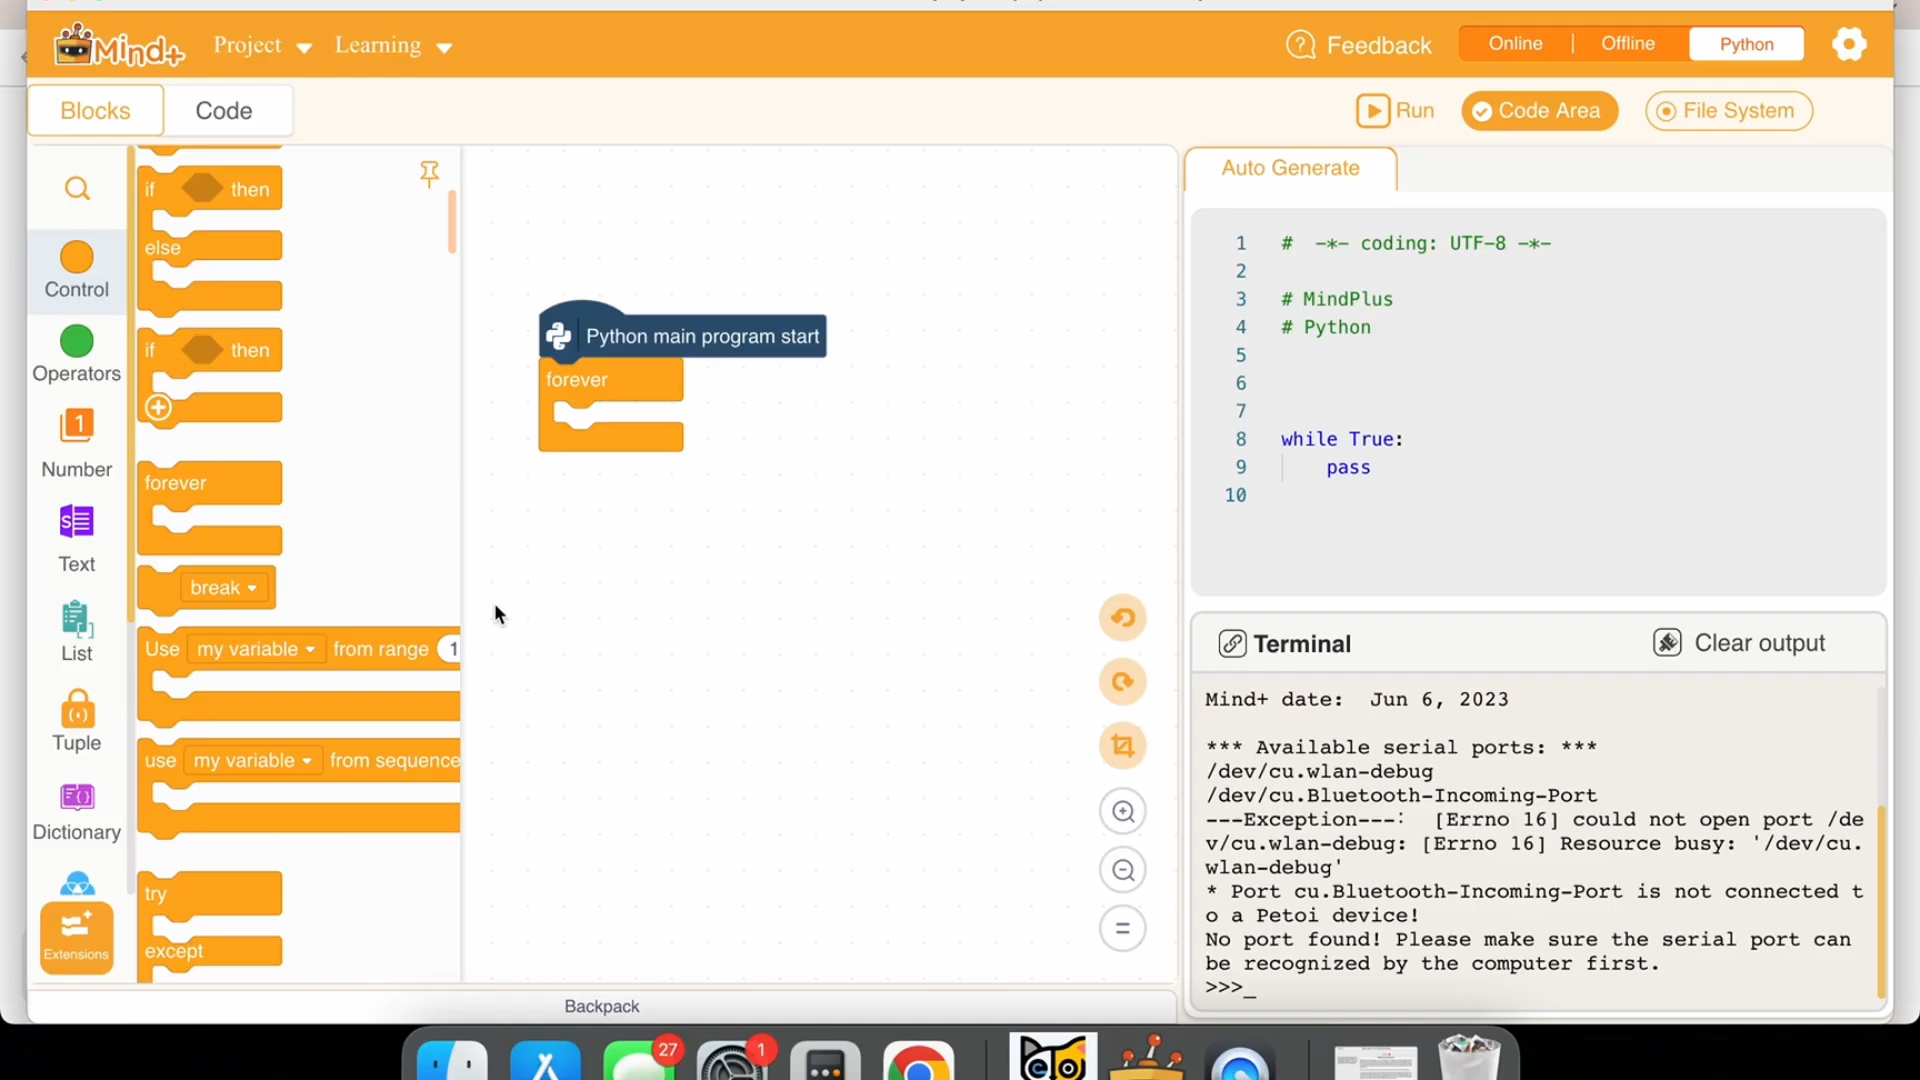 Mind+ Project Learning Feedback Online Offline Python
Blocks Code Run Code Area File System
Control
Operators
1
Number
Text
List
Tuple
Dictionary
Extensions
if then
else
if then
forever
break
Use my variable from range 1
use my variable from sequence
try
except
Python main program start
forever
Backpack
Auto Generate
1 # -*- coding: UTF-8 -*-
2
3 # MindPlus
4 # Python
5
6
7
8 while True:
9 pass
10
Terminal Clear output
Mind+ date: Jun 6, 2023
*** Available serial ports: ***
/dev/cu.wlan-debug
/dev/cu.Bluetooth-Incoming-Port
---Exception---: [Errno 16] could not open port /de
v/cu.wlan-debug: [Errno 16] Resource busy: '/dev/cu.
wlan-debug'
* Port cu.Bluetooth-Incoming-Port is not connected t
o a Petoi device!
No port found! Please make sure the serial port can
be recognized by the computer first.
>>>_
27
1